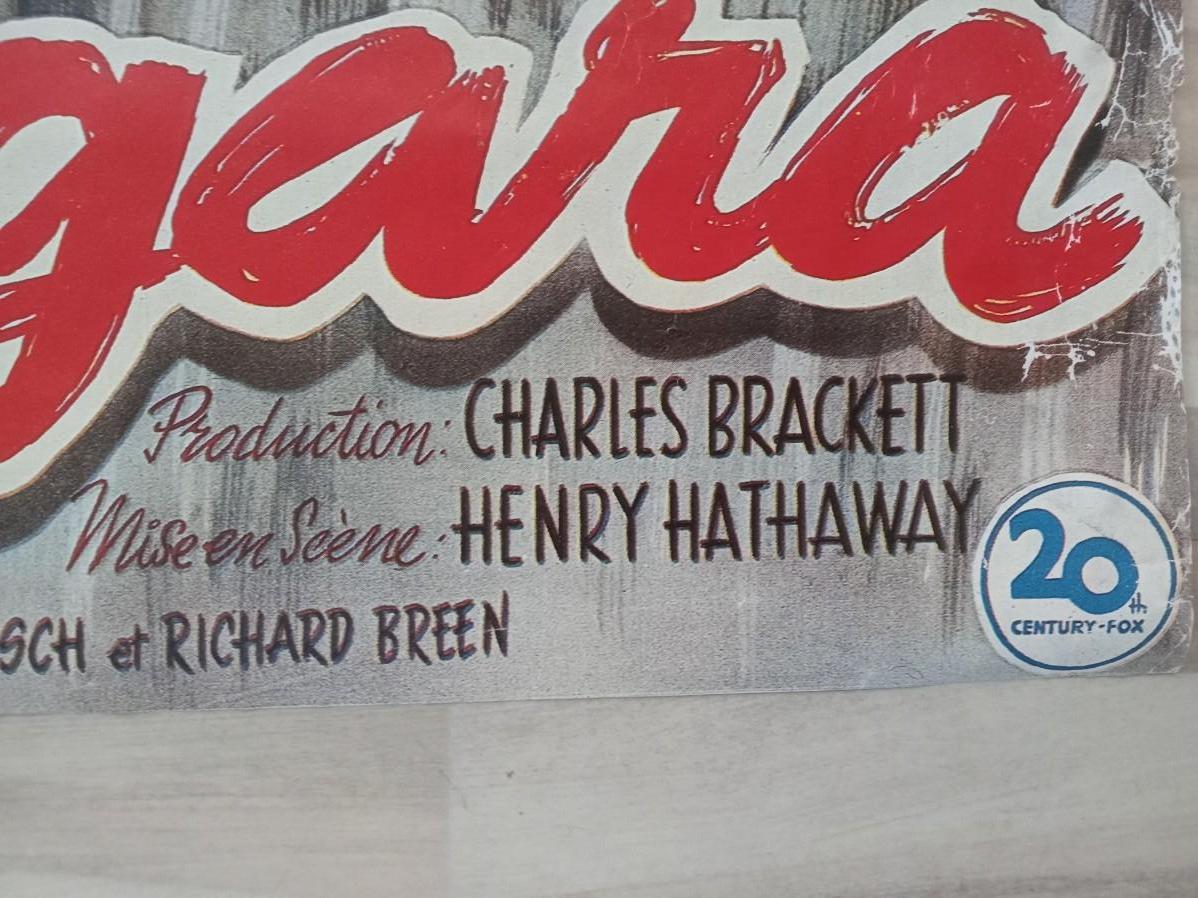 gara
Production: CHARLES BRACKETT
Mise en Scène: HENRY HATHAWAY
SCH et RICHARD BREEN
20th
CENTURY-FOX